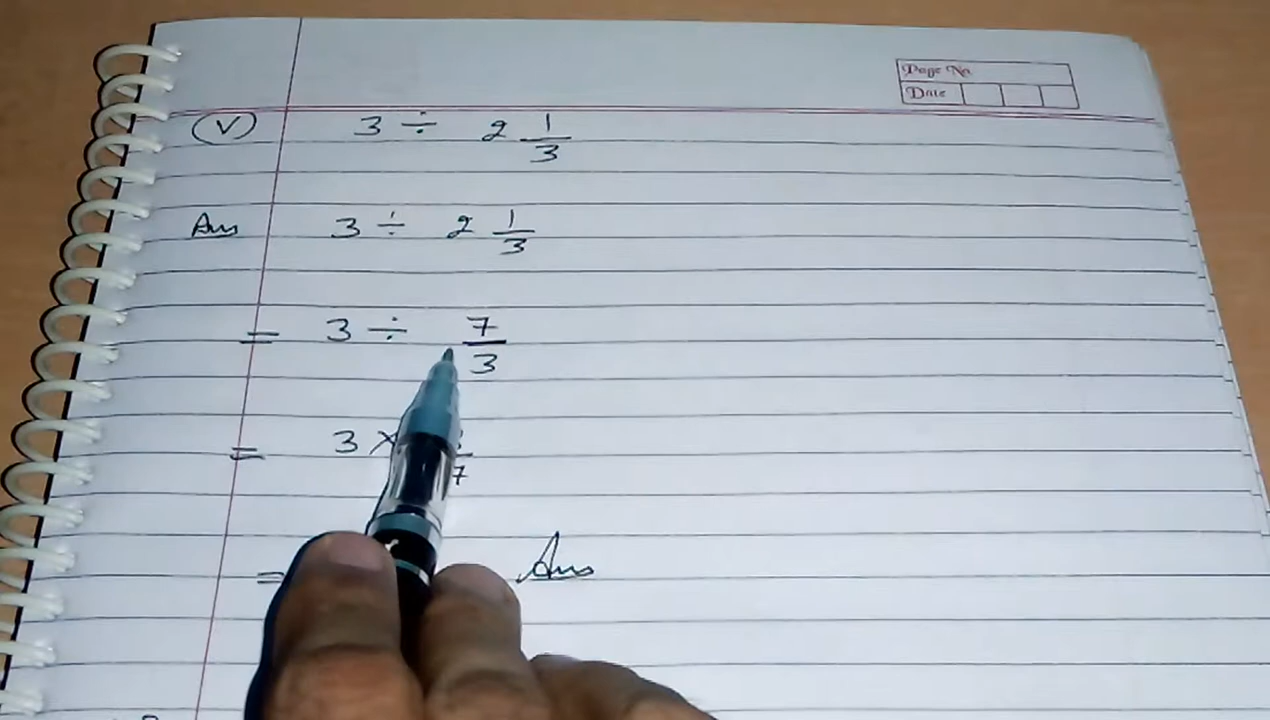 Page No.
Date
(V) 3 ÷ 2 1/3
Ans 3 ÷ 2 1/3
= 3 ÷ 7/3
= 3 × /7
= Ans